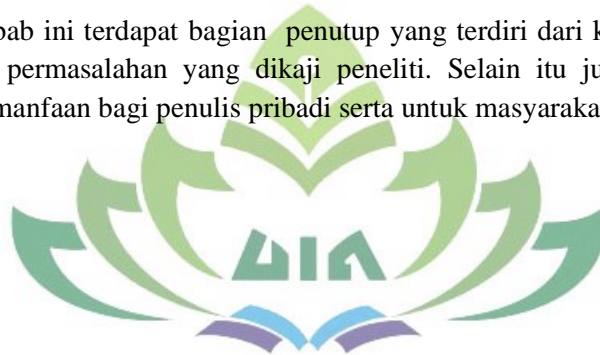 bab ini terdapat bagian penutup yang terdiri dari k
permasalahan yang dikaji peneliti. Selain itu ju
manfaan bagi penulis pribadi serta untuk masyaraka
UIN